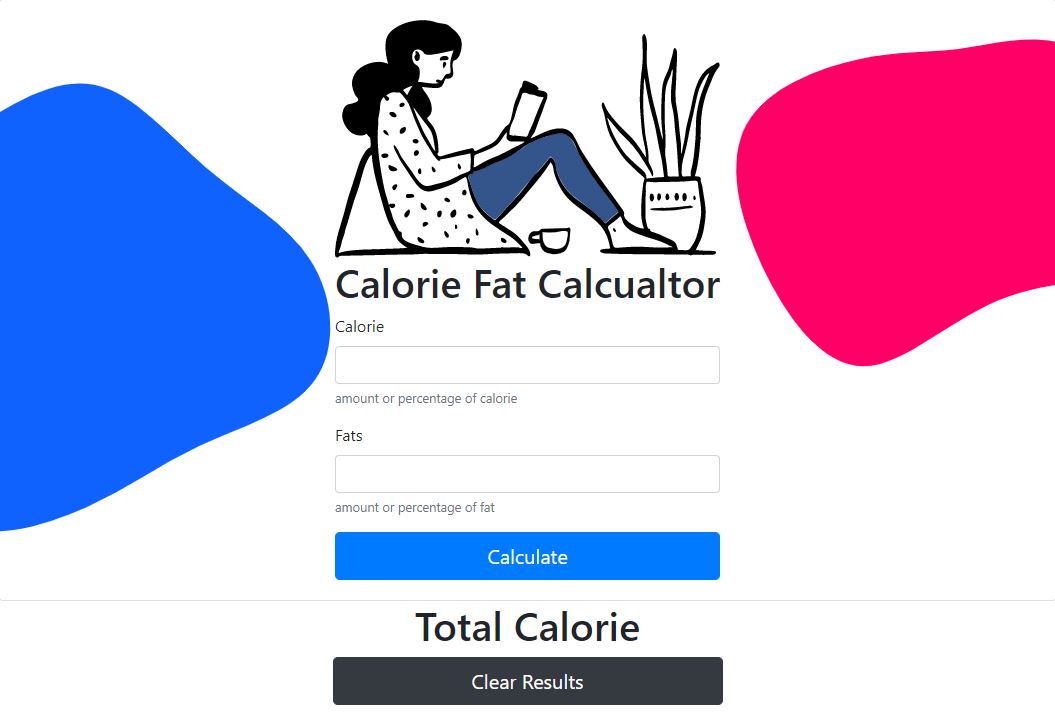 Calorie Fat Calcualtor
Calorie
amount or percentage of calorie
Fats
amount or percentage of fat
Calculate
Total Calorie
Clear Results